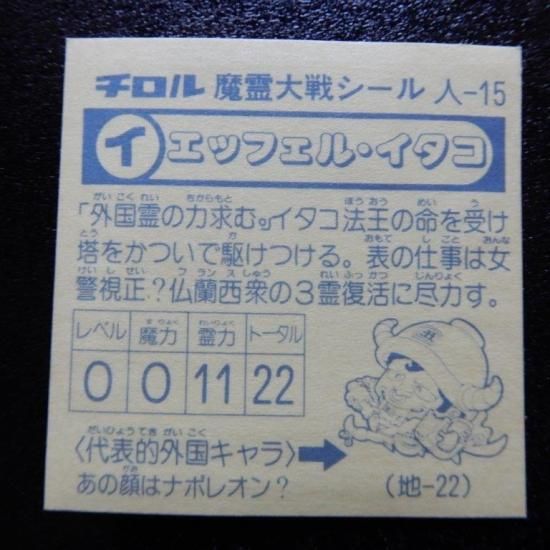 チロル 魔霊大戦シール 人-15
イ エッフェル・イタコ
「外国霊の力求む。」イタコ法王の命を受け
塔をかついで駆けつける。表の仕事は女
警視正?仏蘭西衆の3霊復活に尽力す。
レベル 魔力 霊力 トータル
0 0 11 22
〈代表的外国キャラ〉
あの顔はナポレオン?
(地-22)